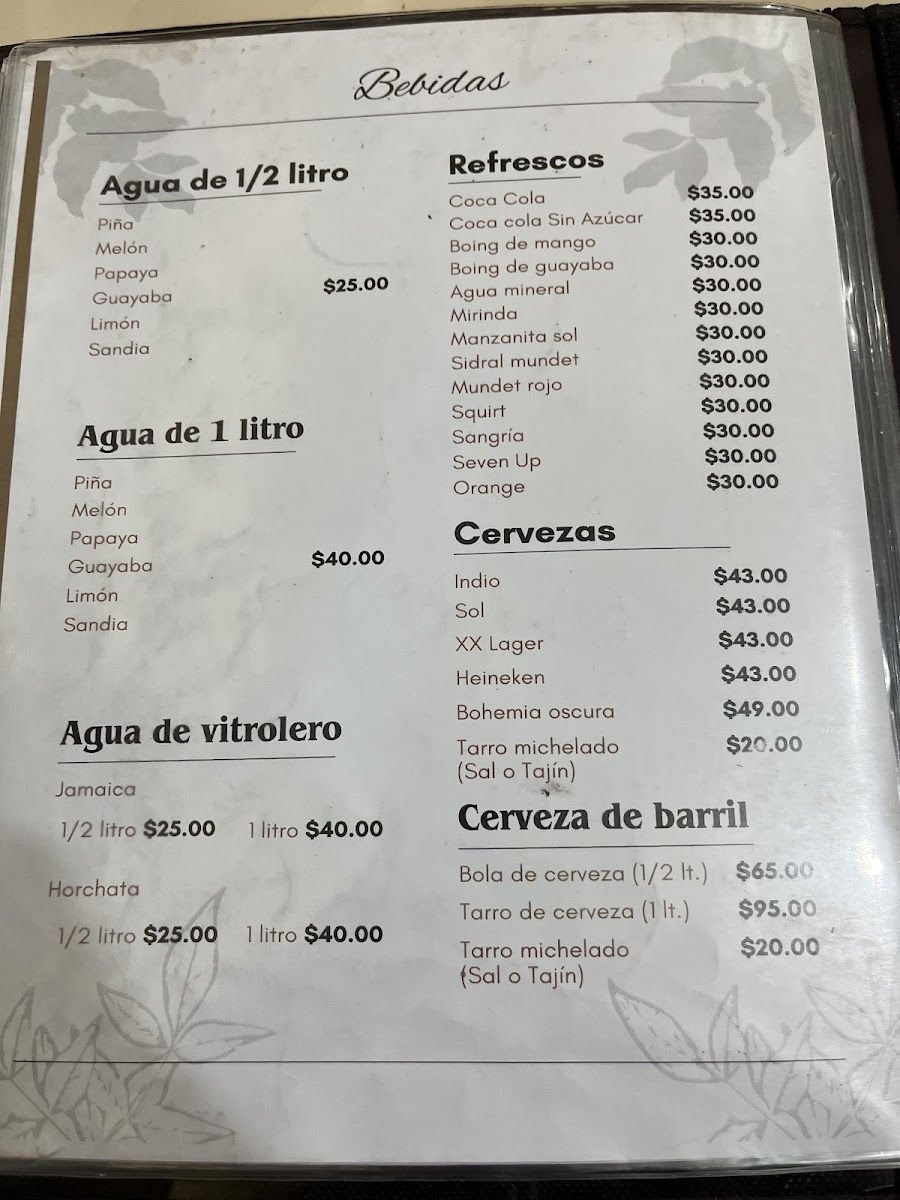 Bebidas
Agua de 1/2 litro
Piña
Melón
Papaya
Guayaba $25.00
Limón
Sandia
Agua de 1 litro
Piña
Melón
Papaya
Guayaba $40.00
Limón
Sandia
Agua de vitrolero
Jamaica
1/2 litro $25.00 1 litro $40.00
Horchata
1/2 litro $25.00 1 litro $40.00
Refrescos
Coca Cola $35.00
Coca cola Sin Azúcar $35.00
Boing de mango $30.00
Boing de guayaba $30.00
Agua mineral $30.00
Mirinda $30.00
Manzanita sol $30.00
Sidral mundet $30.00
Mundet rojo $30.00
Squirt $30.00
Sangría $30.00
Seven Up $30.00
Orange $30.00
Cervezas
Indio $43.00
Sol $43.00
XX Lager $43.00
Heineken $43.00
Bohemia oscura $49.00
Tarro michelado $20.00
(Sal o Tajín)
Cerveza de barril
Bola de cerveza (1/2 lt.) $65.00
Tarro de cerveza (1 lt.) $95.00
Tarro michelado $20.00
(Sal o Tajín)